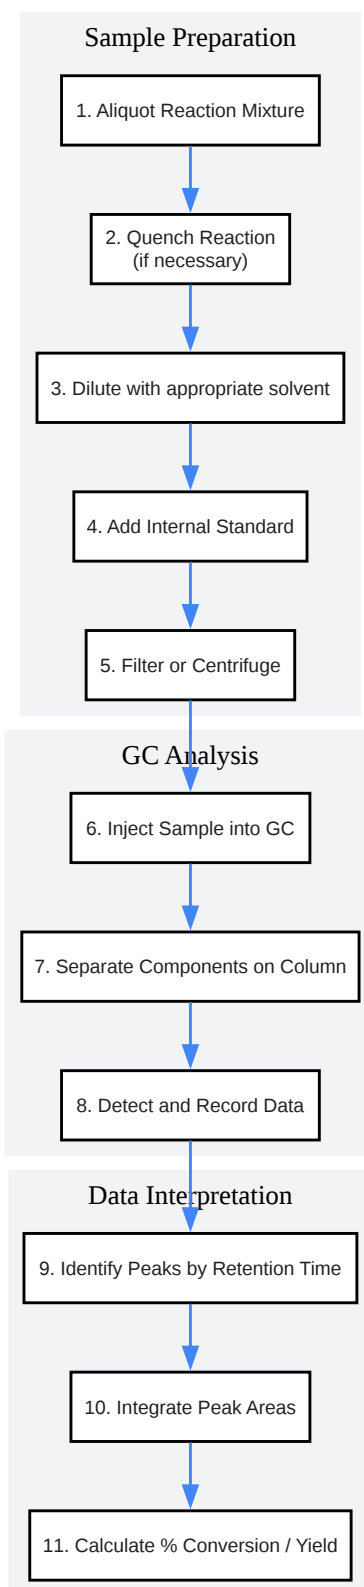 Sample Preparation
1. Aliquot Reaction Mixture
2. Quench Reaction
(if necessary)
3. Dilute with appropriate solvent
4. Add Internal Standard
5. Filter or Centrifuge
GC Analysis
6. Inject Sample into GC
7. Separate Components on Column
8. Detect and Record Data
Data Interpretation
9. Identify Peaks by Retention Time
10. Integrate Peak Areas
11. Calculate % Conversion / Yield